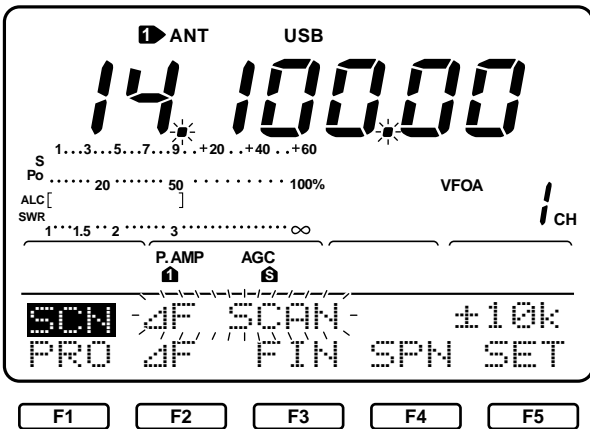 1 ANT USB
14.100.00
1...3...5...7...9..+20..+40..+60
S
Po ...... 20 ........ 50 .......... 100% VFOA 1 CH
ALC [ ]
SWR
1...1.5..2 ........ 3 ............... ∞
P.AMP AGC
1 S
SCN ⊿F SCAN ±10k
PRO ⊿F FIN SPN SET
F1 F2 F3 F4 F5